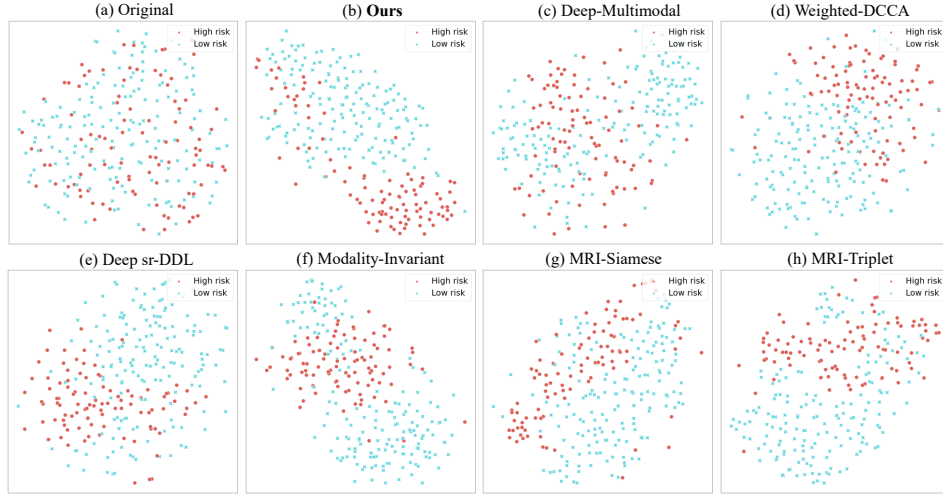 (a) Original
High risk
Low risk
(b) Ours
High risk
Low risk
(c) Deep-Multimodal
High risk
Low risk
(d) Weighted-DCCA
High risk
Low risk
(e) Deep sr-DDL
High risk
Low risk
(f) Modality-Invariant
High risk
Low risk
(g) MRI-Siamese
High risk
Low risk
(h) MRI-Triplet
High risk
Low risk